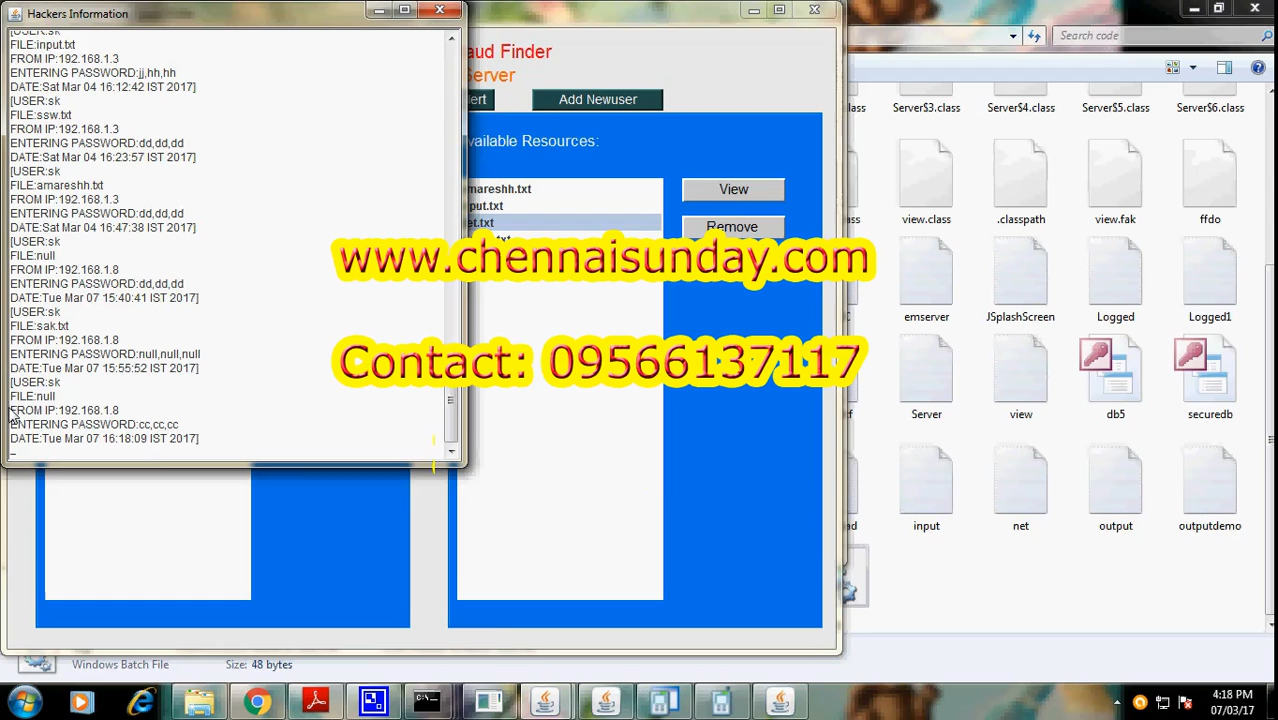 Hackers Information
[USER:sk
FILE:input.txt
FROM IP:192.168.1.3
ENTERING PASSWORD:jj,hh,hh
DATE:Sat Mar 04 16:12:42 IST 2017]
[USER:sk
FILE:ssw.txt
FROM IP:192.168.1.3
ENTERING PASSWORD:dd,dd,dd
DATE:Sat Mar 04 16:23:57 IST 2017]
[USER:sk
FILE:amareshh.txt
FROM IP:192.168.1.3
ENTERING PASSWORD:dd,dd,dd
DATE:Sat Mar 04 16:47:38 IST 2017]
[USER:sk
FILE:null
FROM IP:192.168.1.8
ENTERING PASSWORD:dd,dd,dd
DATE:Tue Mar 07 15:40:41 IST 2017]
[USER:sk
FILE:sak.txt
FROM IP:192.168.1.8
ENTERING PASSWORD:null,null,null
DATE:Tue Mar 07 15:55:52 IST 2017]
[USER:sk
FILE:null
FROM IP:192.168.1.8
ENTERING PASSWORD:cc,cc,cc
DATE:Tue Mar 07 16:18:09 IST 2017]
aud Finder
Server
lert
Add Newuser
vailable Resources:
mareshh.txt
put.txt
et.txt
View
Remove
www.chennaisunday.com
Contact: 09566137117
Search code
Server$3.class Server$4.class Server$5.class Server$6.class
ass view.class .classpath view.fak ffdo
emserver JSplashScreen Logged Logged1
Server view db5 securedb
ad input net output outputdemo
Windows Batch File Size: 48 bytes
4:18 PM
07/03/17